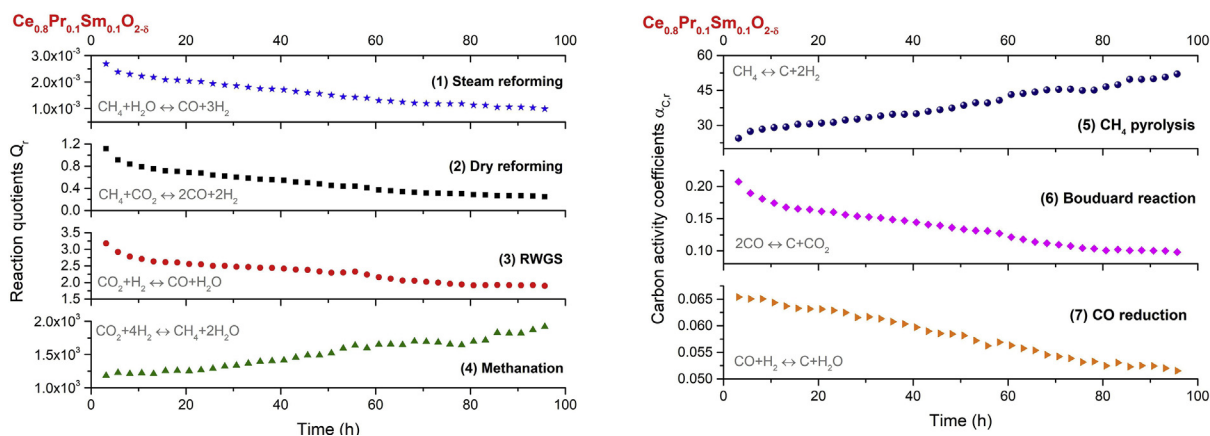 Ce₀.₈Pr₀.₁Sm₀.₁O₂₋δ
0 20 40 60 80 100
3.0x10⁻³
2.0x10⁻³
1.0x10⁻³
(1) Steam reforming
CH₄+H₂O↔CO+3H₂
1.2
0.8
0.4
0.0
(2) Dry reforming
CH₄+CO₂↔2CO+2H₂
3.5
3.0
2.5
2.0
1.5
(3) RWGS
CO₂+H₂↔CO+H₂O
2.0x10³
1.5x10³
1.0x10³
CO₂+4H₂↔CH₄+2H₂O
(4) Methanation
0 20 40 60 80 100
Time (h)
Reaction quotients Qᵣ
Ce₀.₈Pr₀.₁Sm₀.₁O₂₋δ
0 20 40 60 80 100
60
45
30
CH₄↔C+2H₂
(5) CH₄ pyrolysis
0.20
0.15
0.10
(6) Bouduard reaction
2CO↔C+CO₂
0.065
0.060
0.055
0.050
(7) CO reduction
CO+H₂↔C+H₂O
0 20 40 60 80 100
Time (h)
Carbon activity coefficients α_C,r